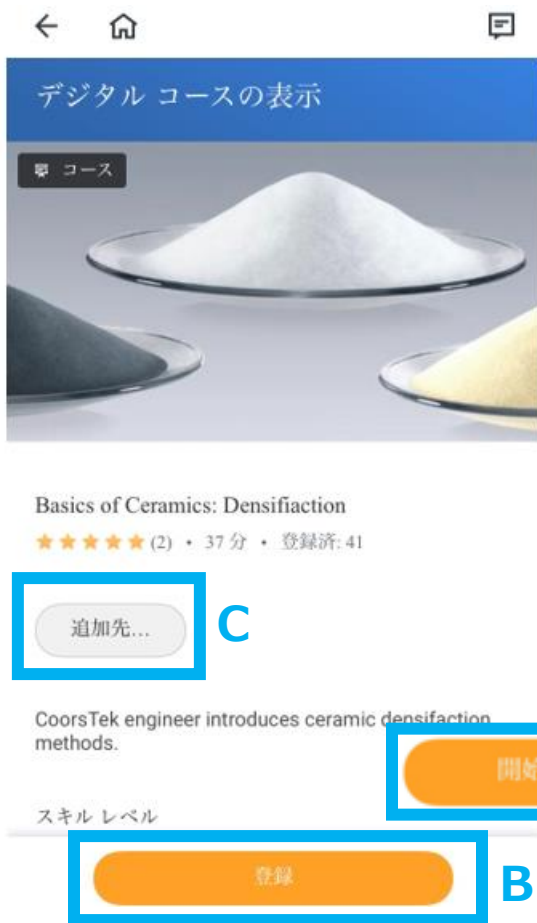 デジタル コースの表示
コース
Basics of Ceramics: Densifiaction
(2) • 37 分 • 登録済: 41
追加先...
C
CoorsTek engineer introduces ceramic densifaction
methods.
開始
スキル レベル
登録
B